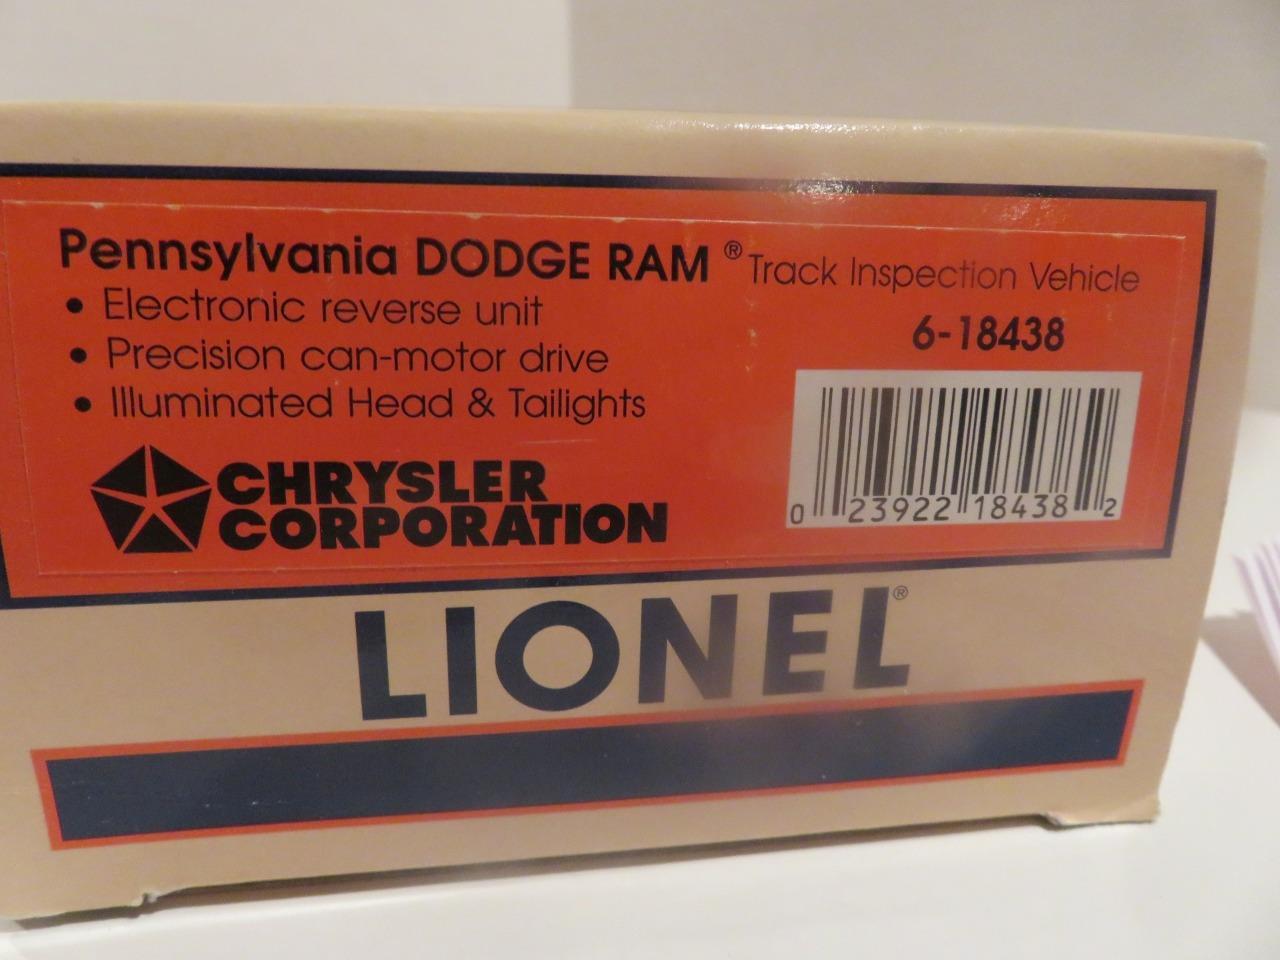 Pennsylvania DODGE RAM ® Track Inspection Vehicle
• Electronic reverse unit
• Precision can-motor drive
• Illuminated Head & Tailights
6-18438
CHRYSLER
CORPORATION
0 23922 18438 2
LIONEL®